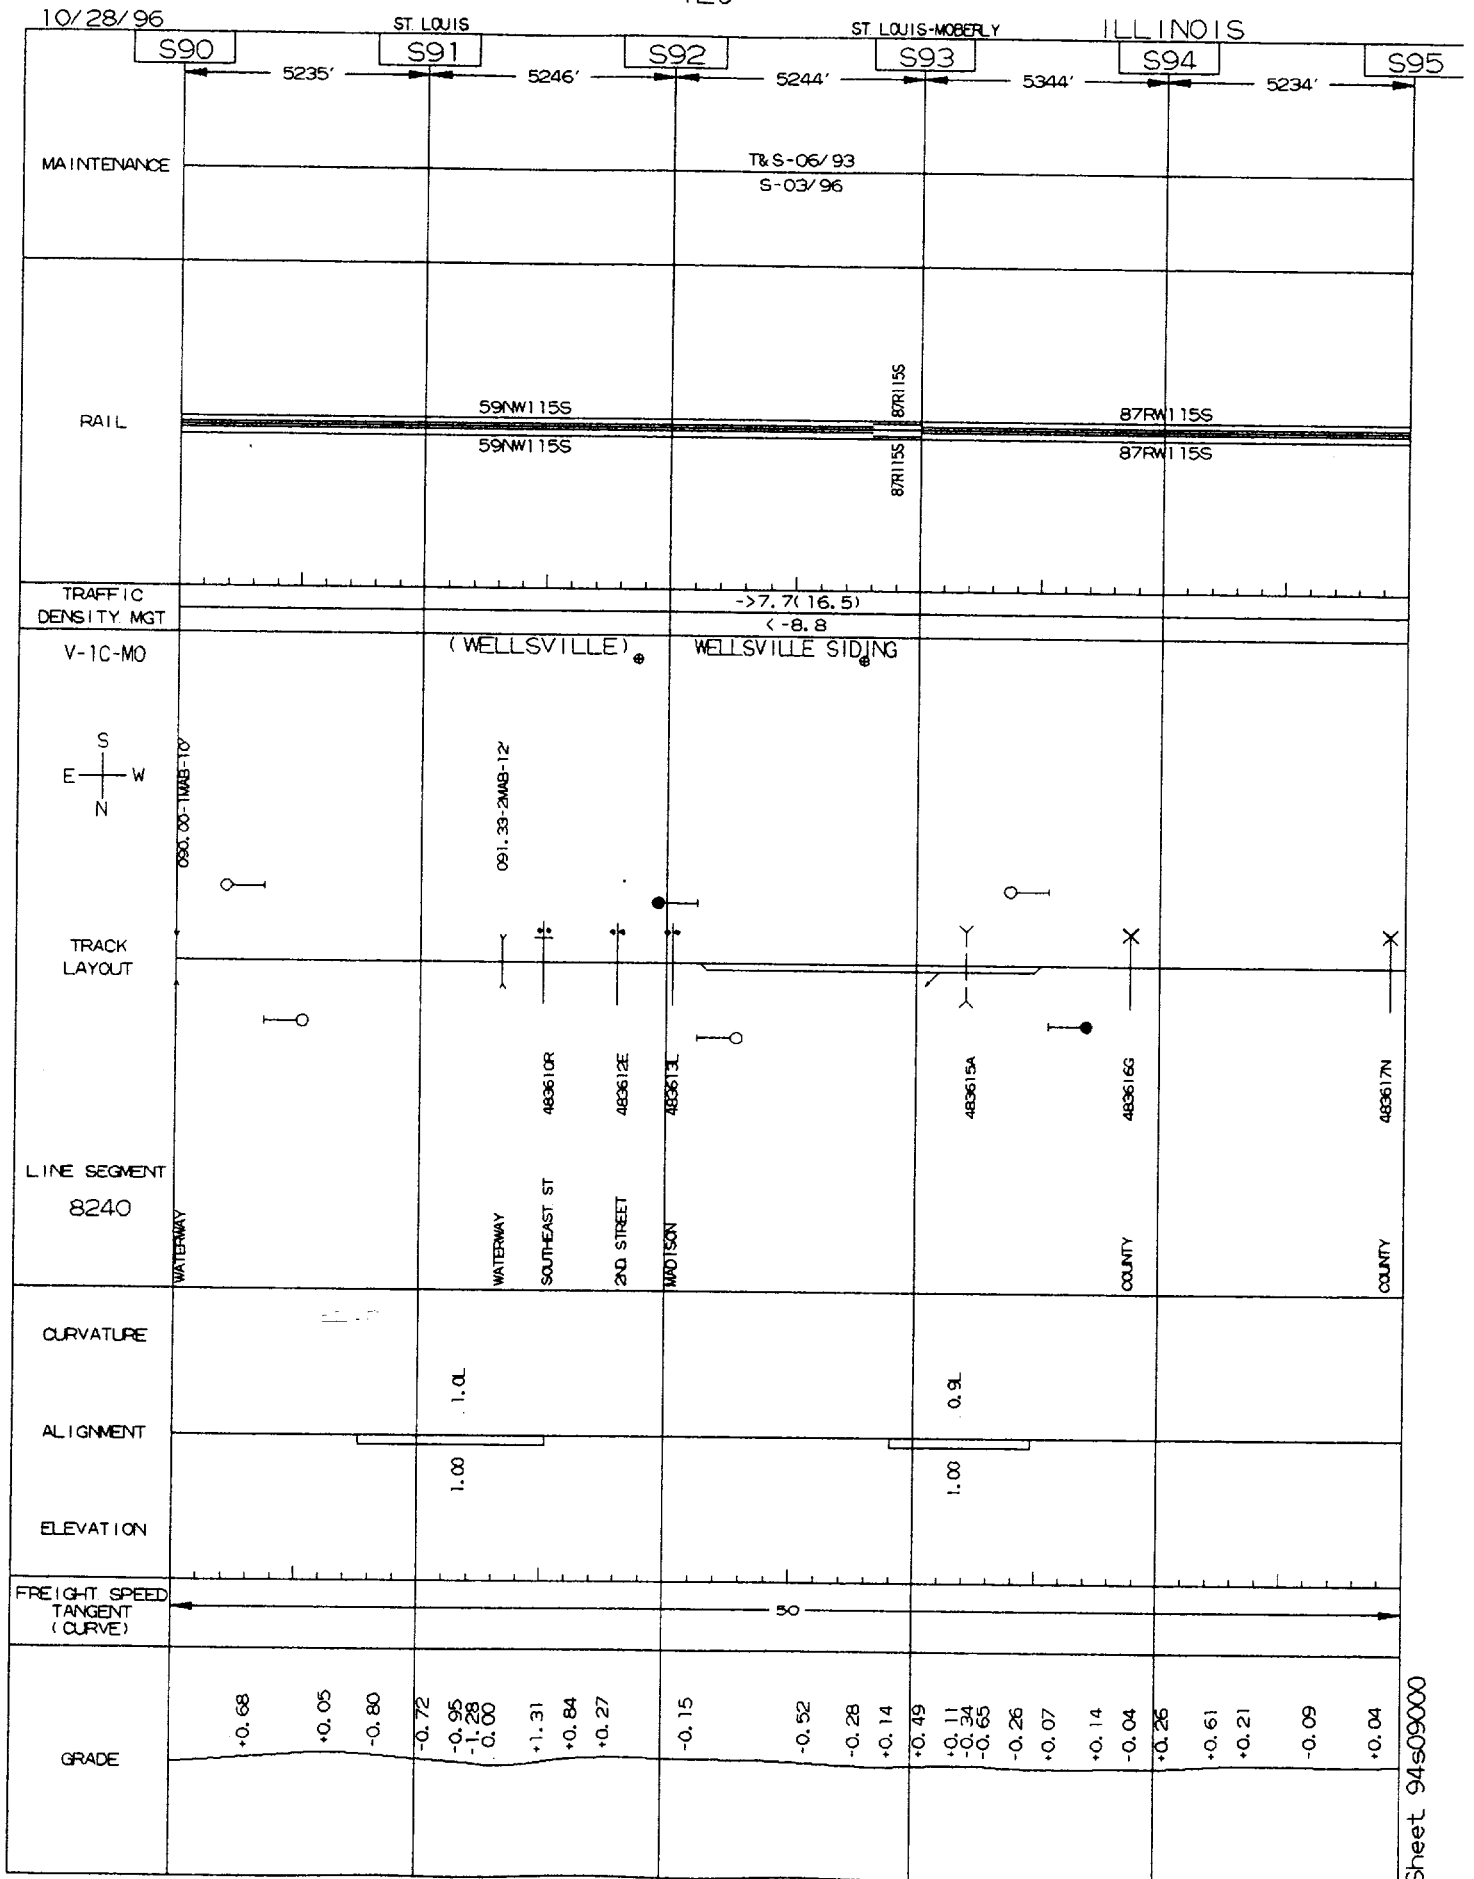 10/28/96
ST. LOUIS
ST. LOUIS-MOBERLY
ILLINOIS
S90 S91 S92 S93 S94 S95
5235' 5246' 5244' 5344' 5234'
MAINTENANCE
T&S-06/93
S-03/96
RAIL
59NW115S
59NW115S
87R115S
87R115S
87RW115S
87RW115S
TRAFFIC
DENSITY MGT
->7.7(16.5)
<-8.8
V-1C-MO
(WELLSVILLE)
WELLSVILLE SIDING
S
E W
N
090.00-1MAB-10'
091.33-2MAB-12'
TRACK
LAYOUT
483610R
483612E
483613L
483615A
483616G
483617N
LINE SEGMENT
8240
WATERWAY
WATERWAY
SOUTHEAST ST
2ND STREET
MADISON
COUNTY
COUNTY
CURVATURE
1.0L
0.9L
ALIGNMENT
1.00
1.00
ELEVATION
FREIGHT SPEED
TANGENT
(CURVE)
50
GRADE
+0.68
+0.05
-0.80
-0.72
-0.95
-1.28
0.00
+1.31
+0.84
+0.27
-0.15
-0.52
-0.28
+0.14
+0.49
+0.11
-0.34
-0.65
-0.26
+0.07
+0.14
-0.04
+0.26
+0.61
+0.21
-0.09
+0.04
Sheet 94s09000